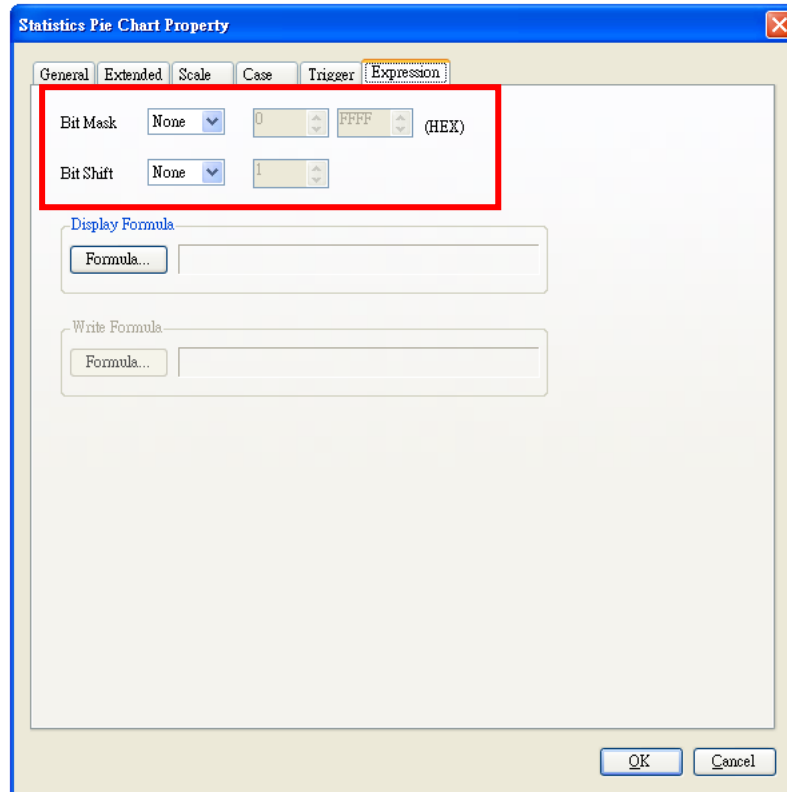 Statistics Pie Chart Property
General Extended Scale Case Trigger Expression
Bit Mask None 0 FFFF (HEX)
Bit Shift None 1
Display Formula
Formula...
Write Formula
Formula...
OK Cancel